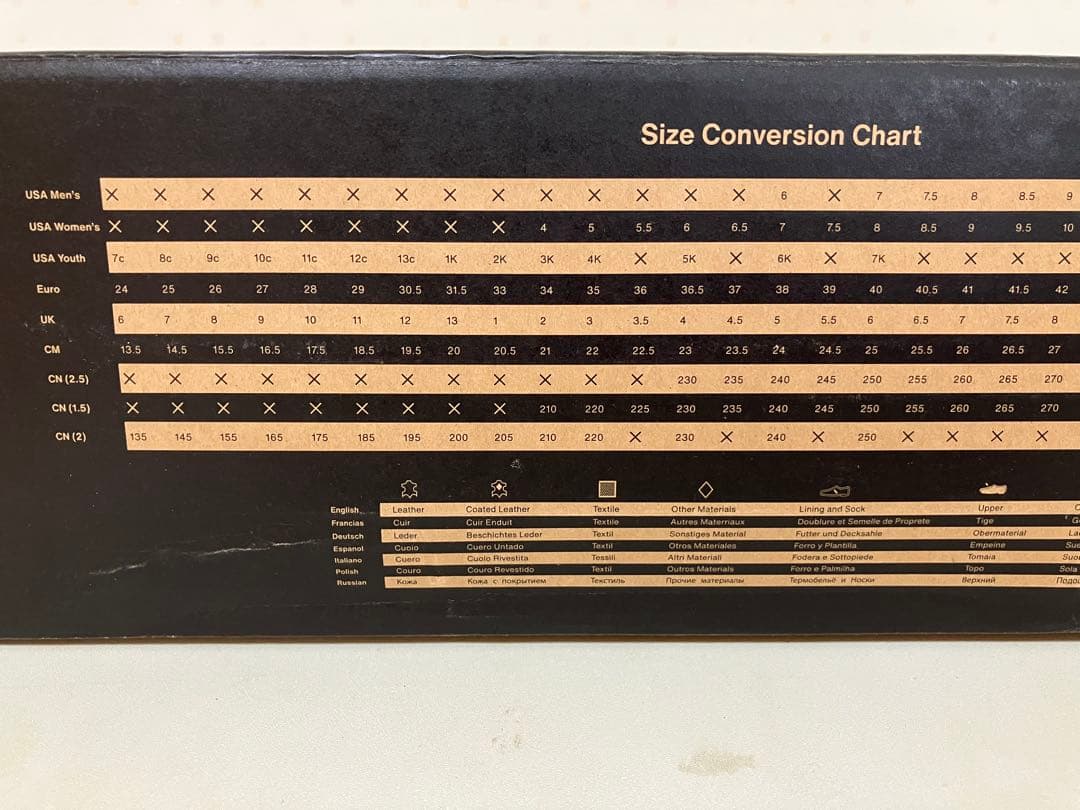 Size Conversion Chart
USA Men's X X X X X X X X X X X X X X 6 X 7 7.5 8 8.5 9
USA Women's X X X X X X X X X 4 5 5.5 6 6.5 7 7.5 8 8.5 9 9.5 10
USA Youth 7c 8c 9c 10c 11c 12c 13c 1K 2K 3K 4K X 5K X 6K X 7K X X X X
Euro 24 25 26 27 28 29 30.5 31.5 33 34 35 36 36.5 37 38 39 40 40.5 41 41.5 42
UK 6 7 8 9 10 11 12 13 1 2 3 3.5 4 4.5 5 5.5 6 6.5 7 7.5 8
CM 13.5 14.5 15.5 16.5 17.5 18.5 19.5 20 20.5 21 22 22.5 23 23.5 24 24.5 25 25.5 26 26.5 27
CN (2.5) X X X X X X X X X X X X 230 235 240 245 250 255 260 265 270
CN (1.5) X X X X X X X X X 210 220 225 230 235 240 245 250 255 260 265 270
CN (2) 135 145 155 165 175 185 195 200 205 210 220 X 230 X 240 X 250 X X X X
English Leather Coated Leather Textile Other Materials Lining and Sock Upper
Francias Cuir Cuir Enduit Textile Autres Maternaux Doublure et Semelle de Proprete Tige
Deutsch Leder Beschichtes Leder Textil Sonstiges Material Futter und Decksahle Obermaterial
Espanol Cuoio Cuero Untado Textil Otros Materiales Forro y Plantilla Empeine
Italiano Cuero Cuolo Rivestita Tessili Altri Materiali Fodera e Sottopiede Tomaia
Polish Couro Couro Revestido Textil Outros Materials Forro e Palmilha Topo Sola
Russian Кожа Кожа с покрытием Текстиль Прочие материалы Термобельё и Носки Верхний